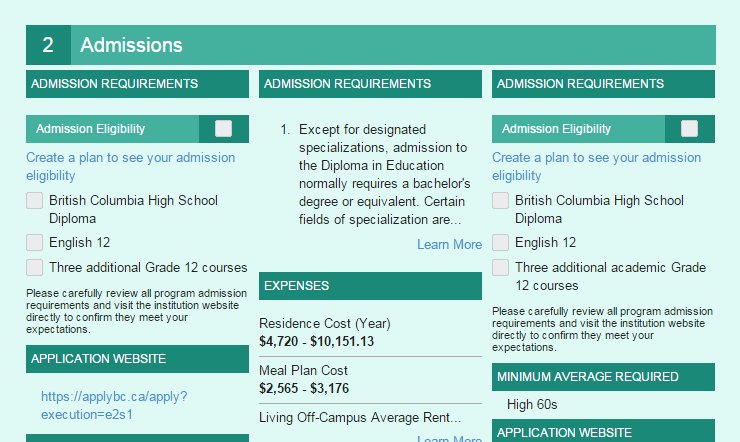 2 Admissions
ADMISSION REQUIREMENTS
Admission Eligibility
Create a plan to see your admission
eligibility
British Columbia High School
Diploma
English 12
Three additional Grade 12 courses
Please carefully review all program admission
requirements and visit the institution website
directly to confirm they meet your
expectations.
APPLICATION WEBSITE
https://applybc.ca/apply?
execution=e2s1
ADMISSION REQUIREMENTS
1. Except for designated
specializations, admission to
the Diploma in Education
normally requires a bachelor's
degree or equivalent. Certain
fields of specialization are...
Learn More
EXPENSES
Residence Cost (Year)
$4,720 - $10,151.13
Meal Plan Cost
$2,565 - $3,176
Living Off-Campus Average Rent...
Learn More
ADMISSION REQUIREMENTS
Admission Eligibility
Create a plan to see your admission
eligibility
British Columbia High School
Diploma
English 12
Three additional academic Grade
12 courses
Please carefully review all program admission
requirements and visit the institution website
directly to confirm they meet your
expectations.
MINIMUM AVERAGE REQUIRED
High 60s
APPLICATION WEBSITE